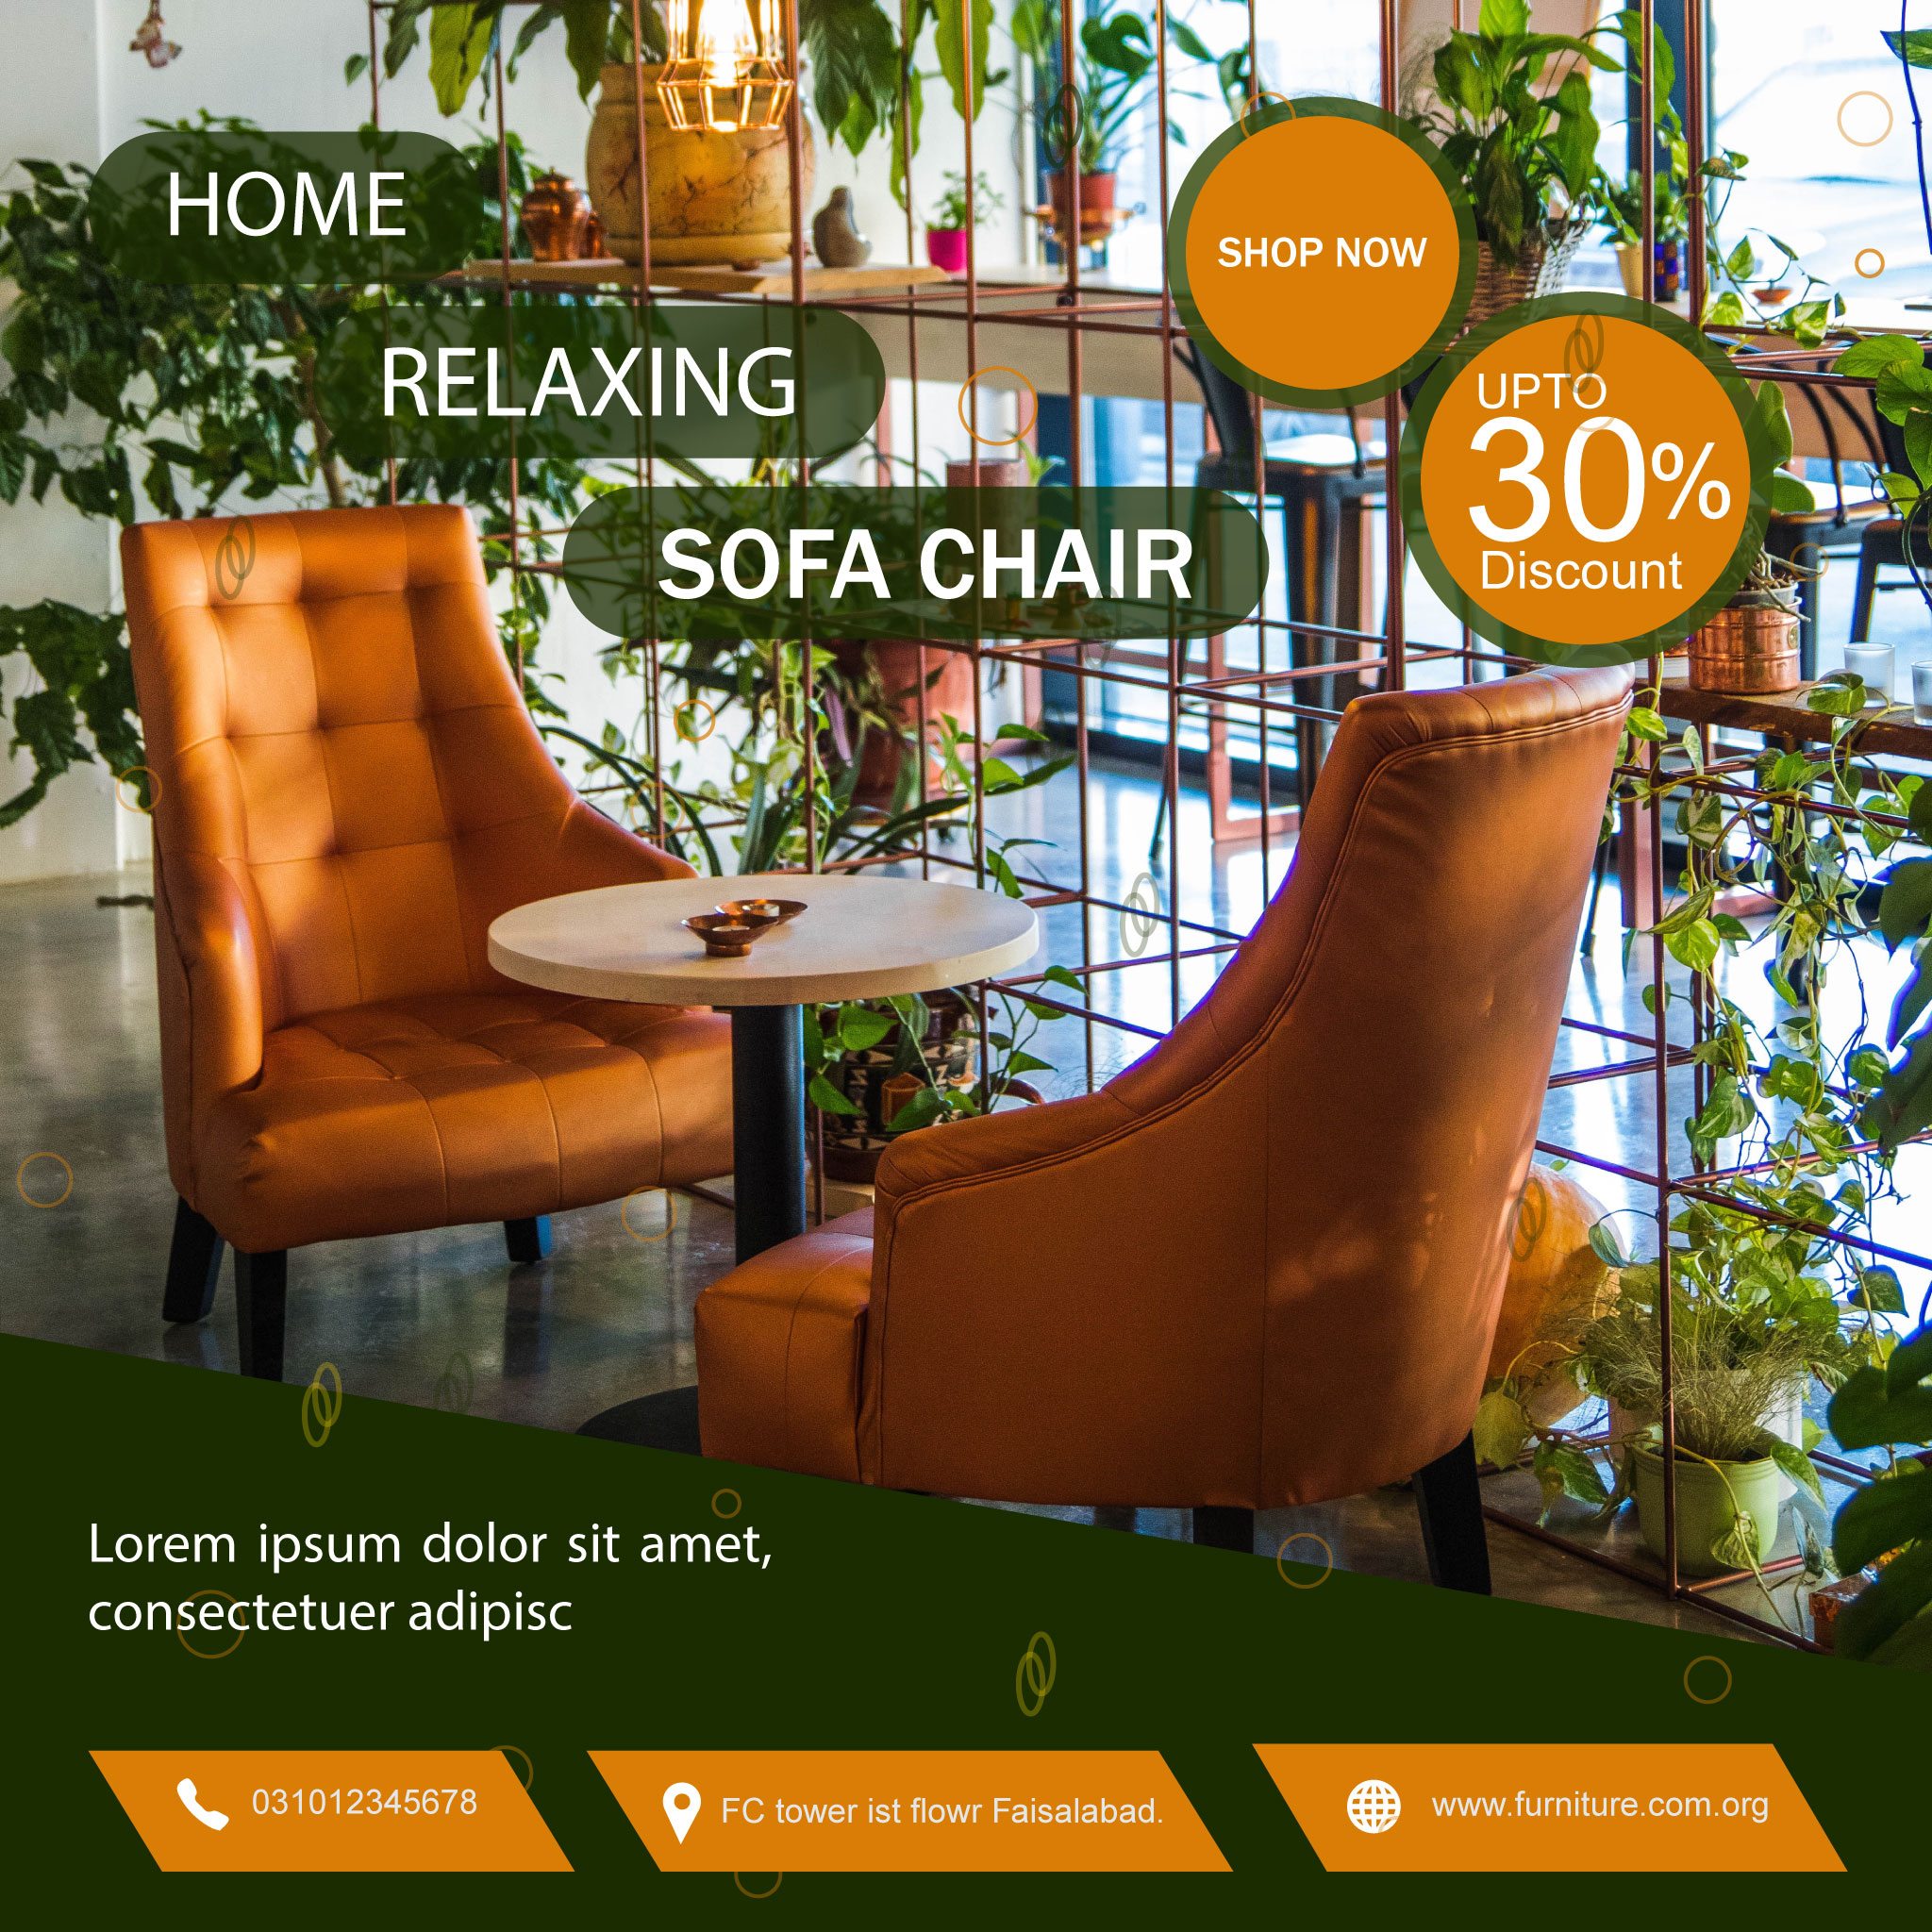 HOME
RELAXING
SOFA CHAIR
SHOP NOW
UPTO
30%
Discount
Lorem ipsum dolor sit amet,
consectetuer adipisc
031012345678
FC tower ist flowr Faisalabad.
www.furniture.com.org